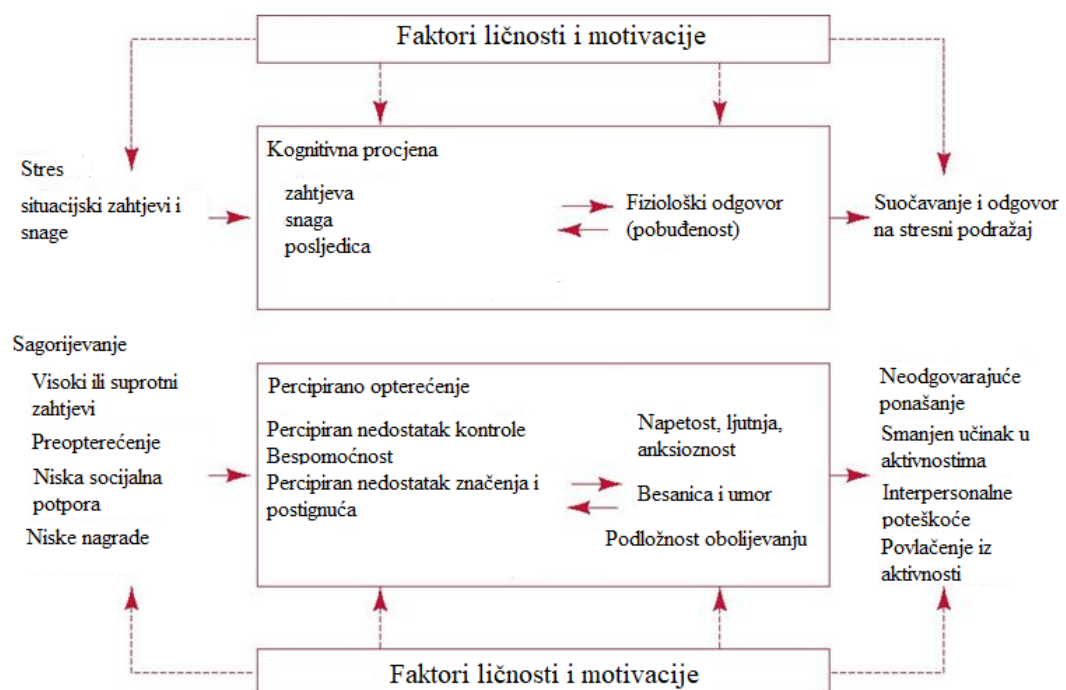 Faktori ličnosti i motivacije
Stres
situacijski zahtjevi i
snage
Kognitivna procjena
zahtjeva
snaga
posljedica
Fiziološki odgovor
(pobuđenost)
Suočavanje i odgovor
na stresni podražaj
Sagorijevanje
Visoki ili suprotni
zahtjevi
Preopterećenje
Niska socijalna
potpora
Niske nagrade
Percipirano opterećenje
Percipiran nedostatak kontrole
Bespomoćnost
Percipiran nedostatak značenja i
postignuća
Napetost, ljutnja,
anksioznost
Besanica i umor
Podložnost obolijevanju
Neodgovarajuće
ponašanje
Smanjen učinak u
aktivnostima
Interpersonalne
poteškoće
Povlačenje iz
aktivnosti
Faktori ličnosti i motivacije